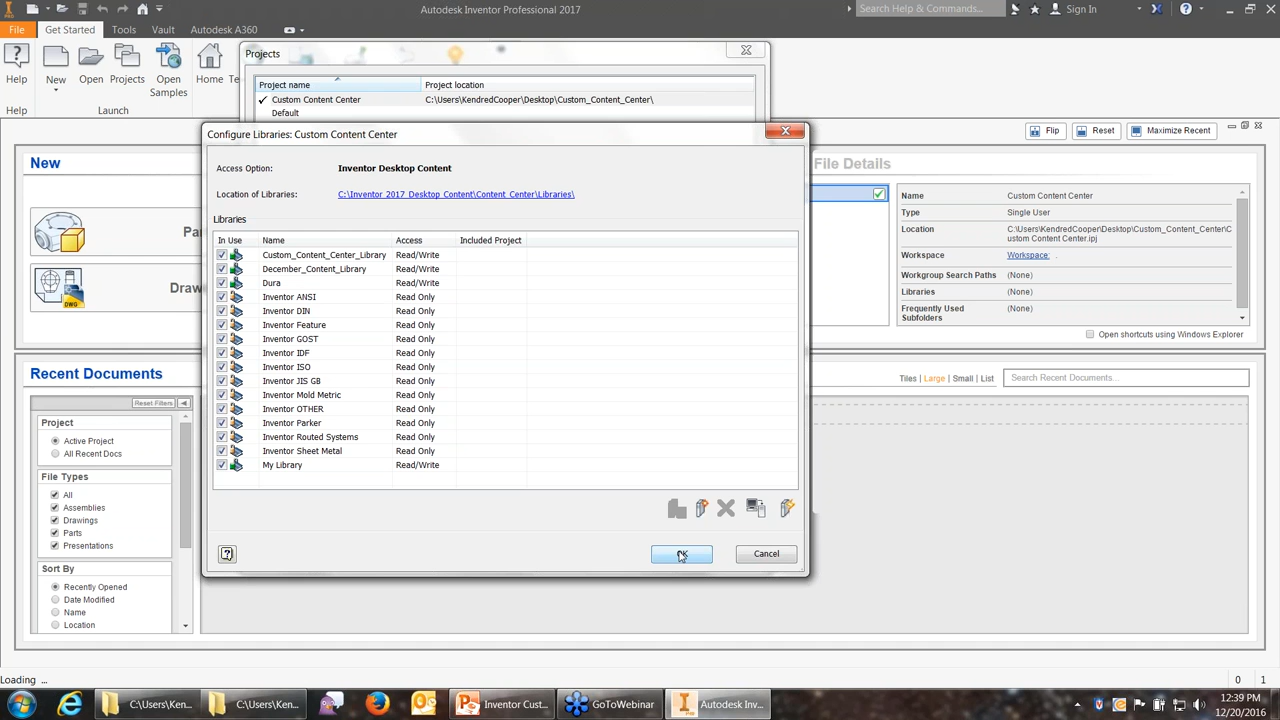 Autodesk Inventor Professional 2017
Search Help & Commands...
Sign In
File
Get Started
Tools
Vault
Autodesk A360
Help
New
Open
Projects
Open Samples
Home
Help
Launch
Projects
Project name
Project location
Custom Content Center
C:\Users\KendredCooper\Desktop\Custom_Content_Center\
Default
Configure Libraries: Custom Content Center
Access Option:
Inventor Desktop Content
Location of Libraries:
C:\Inventor 2017 Desktop Content\Content Center\Libraries\
Libraries
In Use
Name
Access
Included Project
Custom_Content_Center_Library
Read/Write
December_Content_Library
Read/Write
Dura
Read/Write
Inventor ANSI
Read Only
Inventor DIN
Read Only
Inventor Feature
Read Only
Inventor GOST
Read Only
Inventor IDF
Read Only
Inventor ISO
Read Only
Inventor JIS GB
Read Only
Inventor Mold Metric
Read Only
Inventor OTHER
Read Only
Inventor Parker
Read Only
Inventor Routed Systems
Read Only
Inventor Sheet Metal
Read Only
My Library
Read/Write
OK
Cancel
Flip
Reset
Maximize Recent
New
File Details
Name
Custom Content Center
Type
Single User
Location
C:\Users\KendredCooper\Desktop\Custom_Content_Center\C
ustom Content Center.ipj
Workspace
Workspace:
.
Workgroup Search Paths
(None)
Libraries
(None)
Frequently Used
Subfolders
(None)
Open shortcuts using Windows Explorer
DWG
Recent Documents
Tiles | Large | Small | List
Search Recent Documents...
Reset Filters
Project
Active Project
All Recent Docs
File Types
All
Assemblies
Drawings
Parts
Presentations
Sort By
Recently Opened
Date Modified
Name
Location
Loading ...
0
1
C:\Users\Ken...
C:\Users\Ken...
Inventor Cust...
GoToWebinar
Autodesk Inv...
12:39 PM
12/20/2016